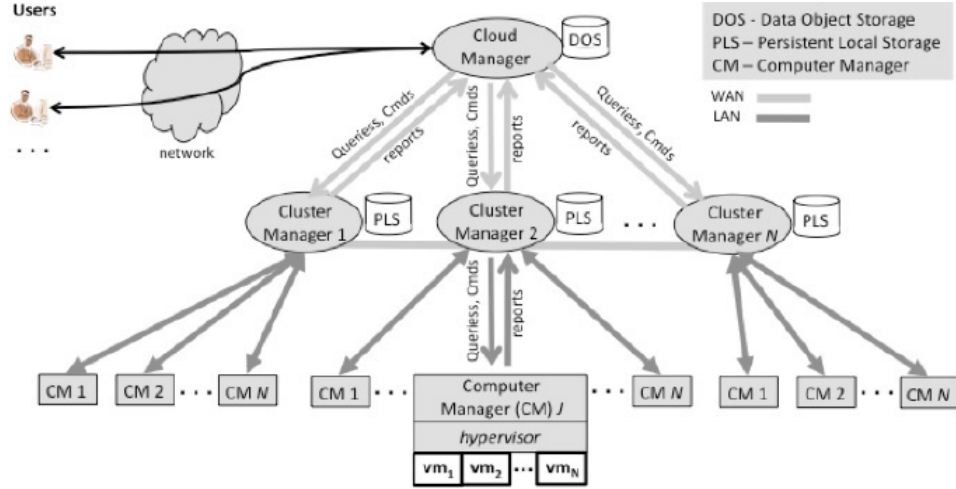 Users
Cloud
Manager
DOS
DOS - Data Object Storage
PLS – Persistent Local Storage
CM – Computer Manager
WAN
LAN
network
. . .
Queriess, Cmds
reports
Queriess, Cmds
reports
Queriess, Cmds
reports
Cluster
Manager 1
PLS
Cluster
Manager 2
PLS
. . .
Cluster
Manager N
PLS
Queriess, Cmds
reports
CM 1
CM 2
. . .
CM N
CM 1
. . .
Computer
Manager (CM) J
hypervisor
vm₁
vm₂
...
vm_N
. . .
CM N
CM 1
CM 2
. . .
CM N